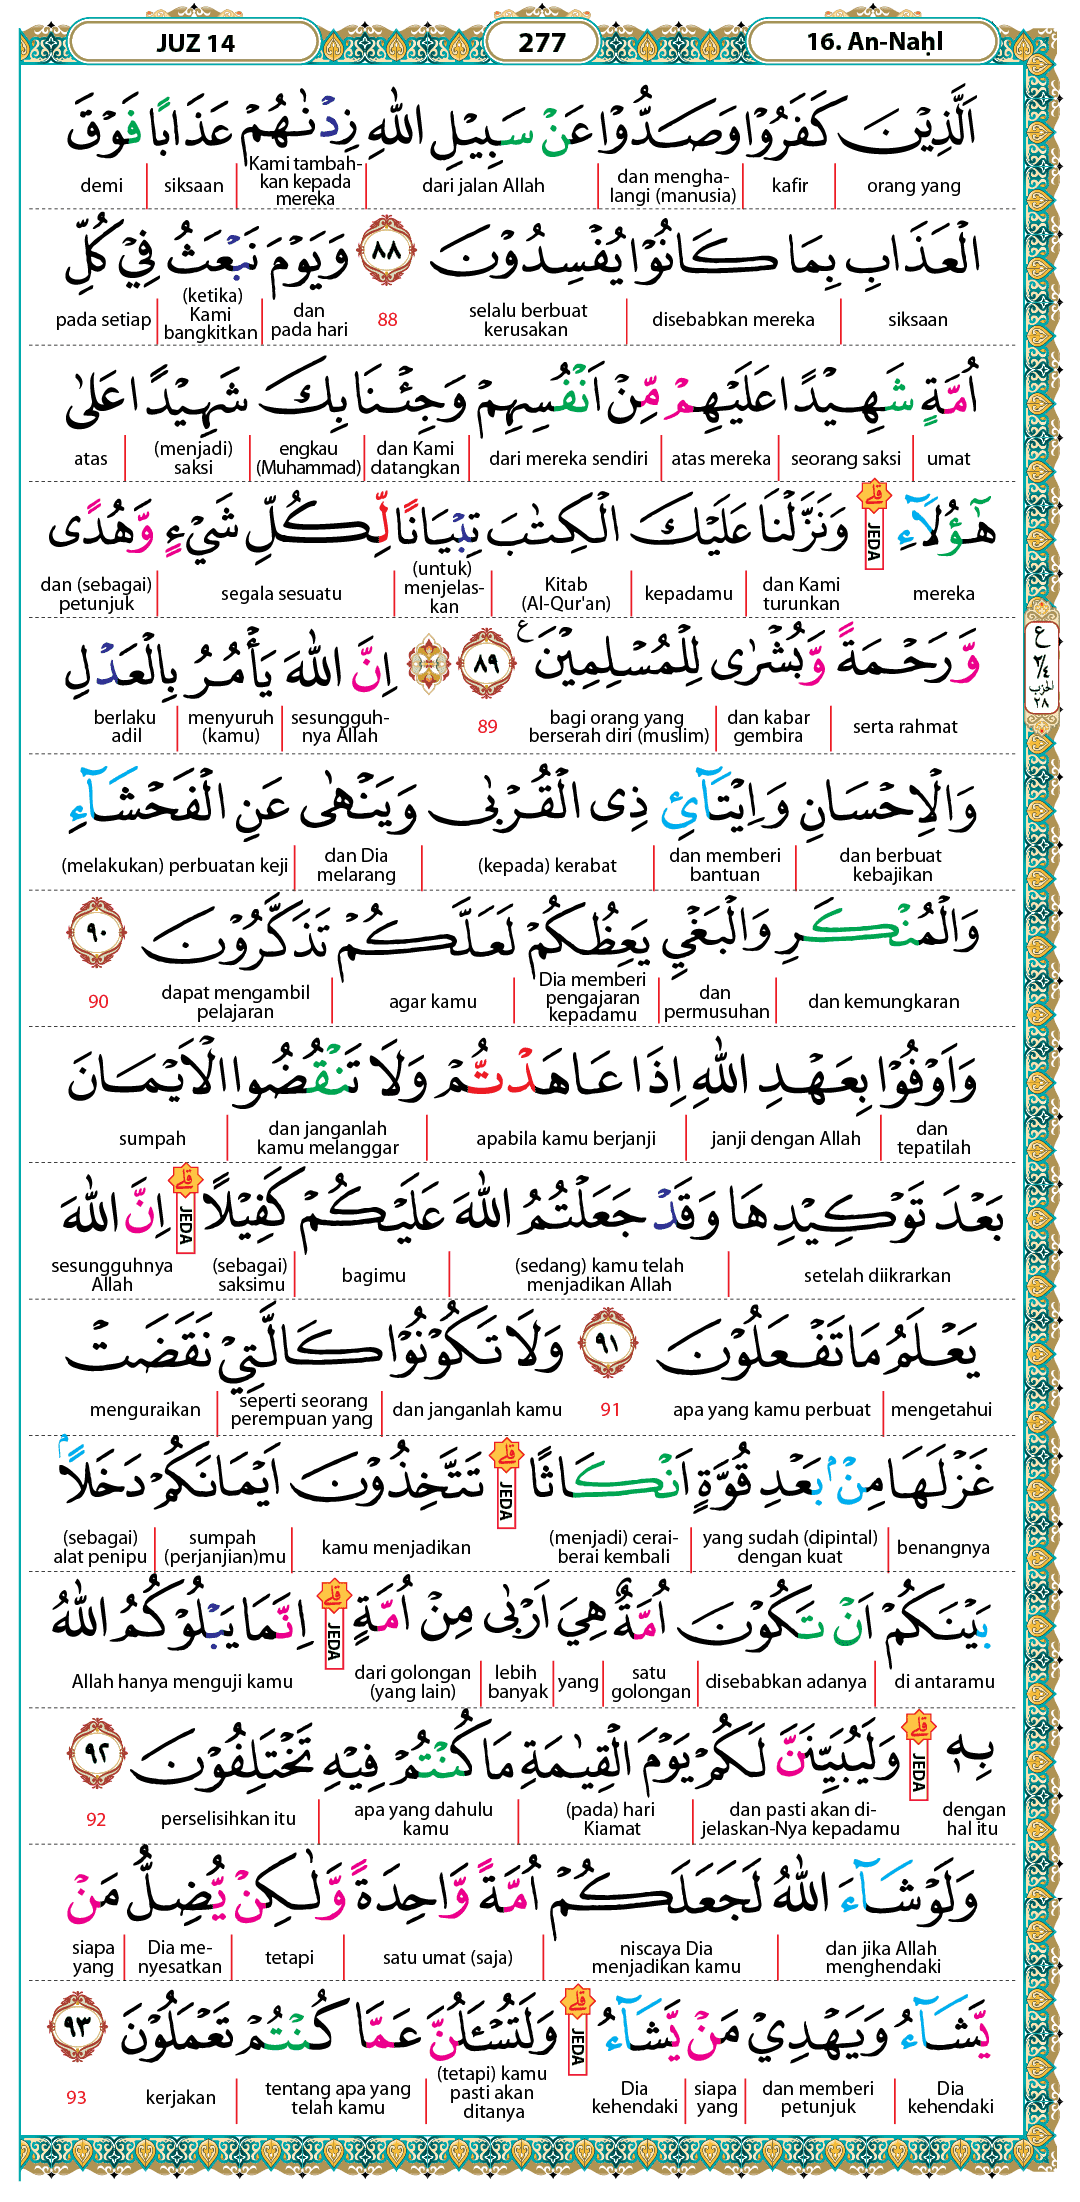 JUZ 14 277 16. An-Naḥl
اَلَّذِيْنَ كَفَرُوْا وَصَدُّوْا عَنْ سَبِيْلِ اللّٰهِ زِدْنٰهُمْ عَذَابًا فَوْقَ
orang yang | kafir | dan mengha-langi (manusia) | dari jalan Allah | Kami tambah-kan kepada mereka | siksaan | demi
الْعَذَابِ بِمَا كَانُوْا يُفْسِدُوْنَ ٨٨ وَيَوْمَ نَبْعَثُ فِيْ كُلِّ
siksaan | disebabkan mereka | selalu berbuat kerusakan 88 dan pada hari | (ketika) Kami bangkitkan | pada setiap
اُمَّةٍ شَهِيْدًا عَلَيْهِمْ مِّنْ اَنْفُسِهِمْ وَجِئْنَا بِكَ شَهِيْدًا عَلٰى
umat | seorang saksi | atas mereka | dari mereka sendiri | dan Kami datangkan | engkau (Muhammad) | (menjadi) saksi | atas
هٰٓؤُلَاۤءِ ۗ JEDA وَنَزَّلْنَا عَلَيْكَ الْكِتٰبَ تِبْيَانًا لِّكُلِّ شَيْءٍ وَّهُدًى
mereka dan Kami turunkan | kepadamu | Kitab (Al-Qur'an) | (untuk) menjelas-kan | segala sesuatu | dan (sebagai) petunjuk
وَّرَحْمَةً وَّبُشْرٰى لِلْمُسْلِمِيْنَ ࣖ ٨٩ اِنَّ اللّٰهَ يَأْمُرُ بِالْعَدْلِ
ع ٣/٤ الحزب ٢٨
serta rahmat | dan kabar gembira | bagi orang yang berserah diri (muslim) 89 sesungguh-nya Allah | menyuruh (kamu) | berlaku adil
وَالْاِحْسَانِ وَاِيْتَاۤئِ ذِى الْقُرْبٰى وَيَنْهٰى عَنِ الْفَحْشَاۤءِ
dan berbuat kebajikan | dan memberi bantuan | (kepada) kerabat | dan Dia melarang | (melakukan) perbuatan keji
وَالْمُنْكَرِ وَالْبَغْيِ يَعِظُكُمْ لَعَلَّكُمْ تَذَكَّرُوْنَ ٩٠
dan kemungkaran | dan permusuhan | Dia memberi pengajaran kepadamu | agar kamu | dapat mengambil pelajaran 90
وَاَوْفُوْا بِعَهْدِ اللّٰهِ اِذَا عَاهَدْتُّمْ وَلَا تَنْقُضُوا الْاَيْمَانَ
dan tepatilah | janji dengan Allah | apabila kamu berjanji | dan janganlah kamu melanggar | sumpah
بَعْدَ تَوْكِيْدِهَا وَقَدْ جَعَلْتُمُ اللّٰهَ عَلَيْكُمْ كَفِيْلًا ۗ JEDA اِنَّ اللّٰهَ
setelah diikrarkan | (sedang) kamu telah menjadikan Allah | bagimu | (sebagai) saksimu sesungguhnya Allah
يَعْلَمُ مَا تَفْعَلُوْنَ ٩١ وَلَا تَكُوْنُوْا كَالَّتِيْ نَقَضَتْ
mengetahui | apa yang kamu perbuat 91 dan janganlah kamu | seperti seorang perempuan yang | menguraikan
غَزْلَهَا مِنْۢ بَعْدِ قُوَّةٍ اَنْكَاثًا ۗ JEDA تَتَّخِذُوْنَ اَيْمَانَكُمْ دَخَلًا ۢ
benangnya | yang sudah (dipintal) dengan kuat | (menjadi) cerai-berai kembali kamu menjadikan | sumpah (perjanjian)mu | (sebagai) alat penipu
بَيْنَكُمْ اَنْ تَكُوْنَ اُمَّةٌ هِيَ اَرْبٰى مِنْ اُمَّةٍ ۗ JEDA اِنَّمَا يَبْلُوْكُمُ اللّٰهُ
di antaramu | disebabkan adanya | satu golongan | yang | lebih banyak | dari golongan (yang lain) Allah hanya menguji kamu
بِهٖ ۗ JEDA وَلَيُبَيِّنَنَّ لَكُمْ يَوْمَ الْقِيٰمَةِ مَا كُنْتُمْ فِيْهِ تَخْتَلِفُوْنَ ٩٢
dengan hal itu dan pasti akan di-jelaskan-Nya kepadamu | (pada) hari Kiamat | apa yang dahulu kamu | perselisihkan itu 92
وَلَوْ شَاۤءَ اللّٰهُ لَجَعَلَكُمْ اُمَّةً وَّاحِدَةً وَّلٰكِنْ يُّضِلُّ مَنْ
dan jika Allah menghendaki | niscaya Dia menjadikan kamu | satu umat (saja) | tetapi | Dia me-nyesatkan | siapa yang
يَّشَاۤءُ وَيَهْدِيْ مَنْ يَّشَاۤءُ ۗ JEDA وَلَتُسْـَٔلُنَّ عَمَّا كُنْتُمْ تَعْمَلُوْنَ ٩٣
Dia kehendaki | dan memberi petunjuk | siapa yang | Dia kehendaki (tetapi) kamu pasti akan ditanya | tentang apa yang telah kamu | kerjakan 93